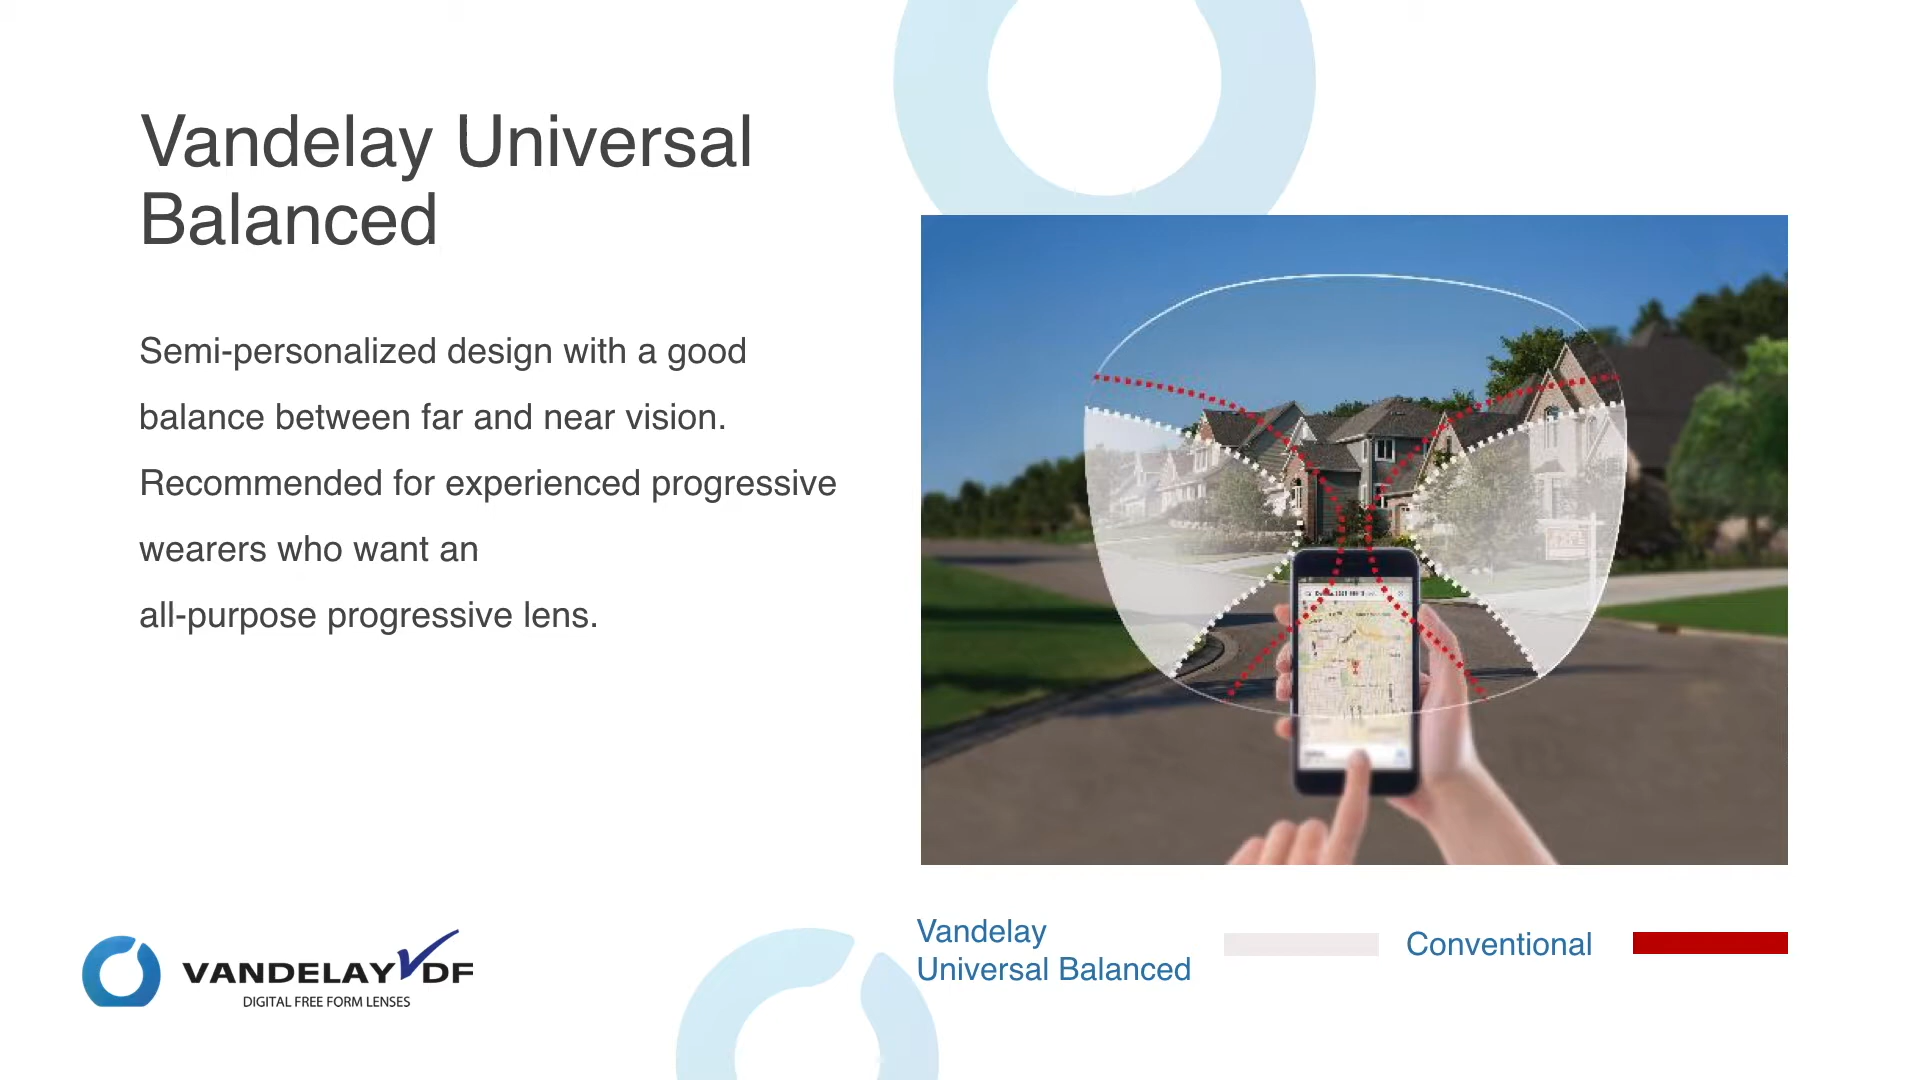 Vandelay Universal
Balanced
Semi-personalized design with a good
balance between far and near vision.
Recommended for experienced progressive
wearers who want an
all-purpose progressive lens.
Vandelay
Universal Balanced
Conventional
VANDELAY DF
DIGITAL FREE FORM LENSES